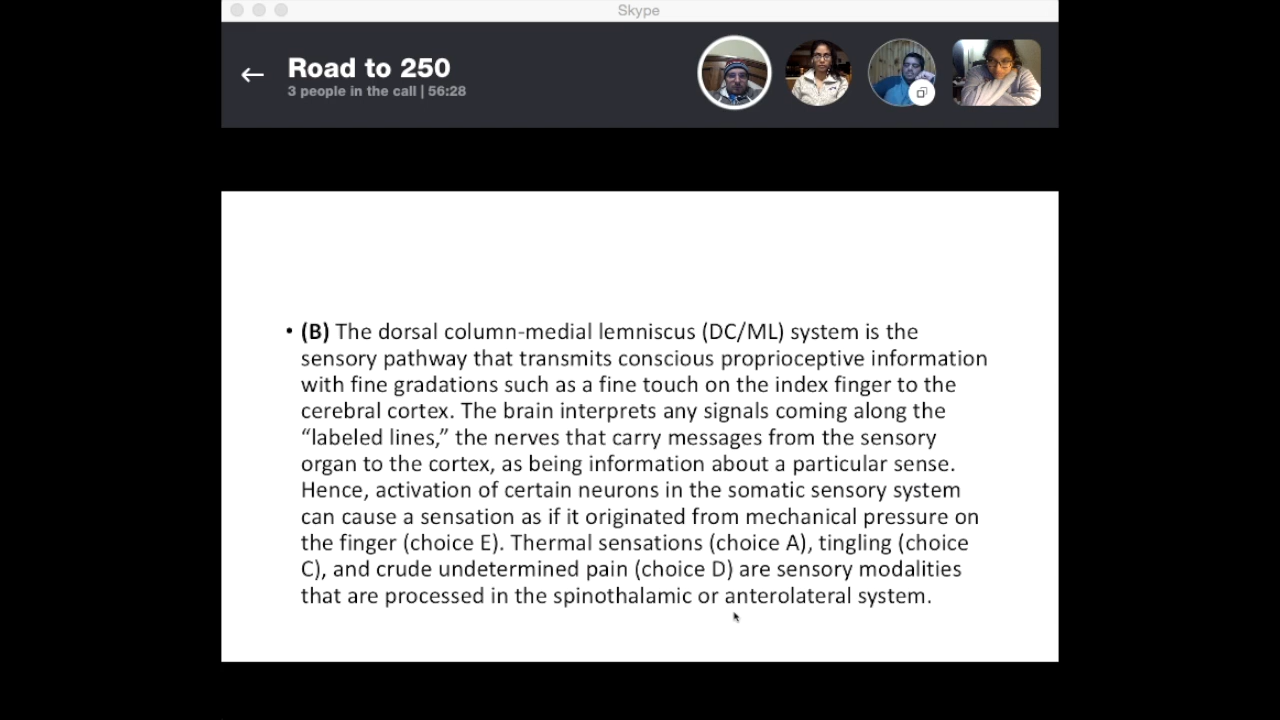 Skype
Road to 250
3 people in the call | 56:28
• (B) The dorsal column-medial lemniscus (DC/ML) system is the
sensory pathway that transmits conscious proprioceptive information
with fine gradations such as a fine touch on the index finger to the
cerebral cortex. The brain interprets any signals coming along the
“labeled lines,” the nerves that carry messages from the sensory
organ to the cortex, as being information about a particular sense.
Hence, activation of certain neurons in the somatic sensory system
can cause a sensation as if it originated from mechanical pressure on
the finger (choice E). Thermal sensations (choice A), tingling (choice
C), and crude undetermined pain (choice D) are sensory modalities
that are processed in the spinothalamic or anterolateral system.